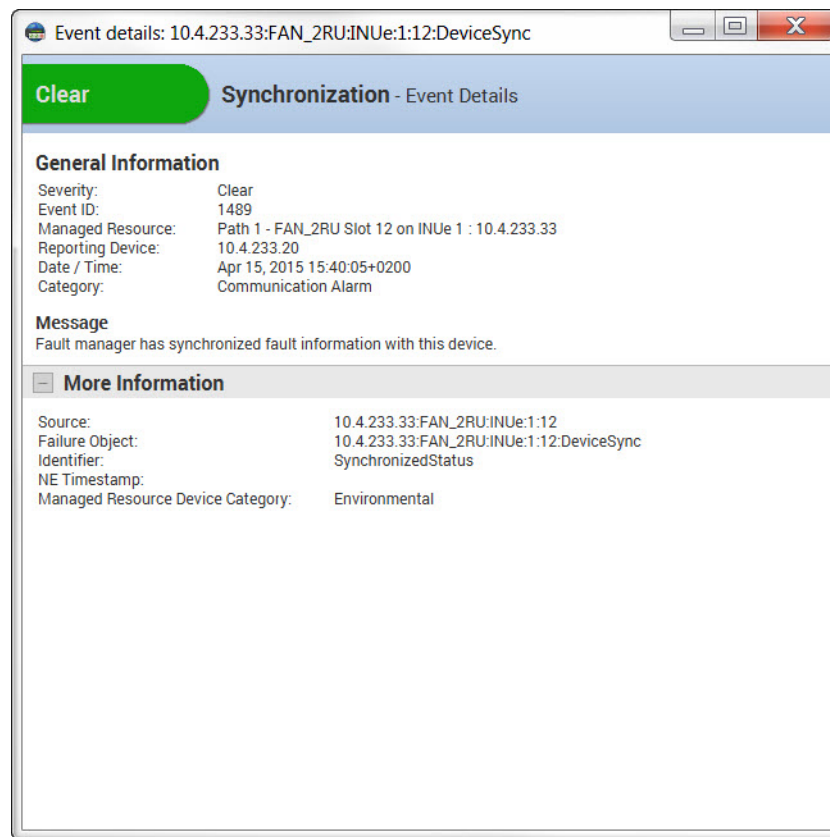 Event details: 10.4.233.33:FAN_2RU:INUe:1:12:DeviceSync
Clear
Synchronization - Event Details
General Information
Severity: Clear
Event ID: 1489
Managed Resource: Path 1 - FAN_2RU Slot 12 on INUe 1 : 10.4.233.33
Reporting Device: 10.4.233.20
Date / Time: Apr 15, 2015 15:40:05+0200
Category: Communication Alarm
Message
Fault manager has synchronized fault information with this device.
More Information
Source: 10.4.233.33:FAN_2RU:INUe:1:12
Failure Object: 10.4.233.33:FAN_2RU:INUe:1:12:DeviceSync
Identifier: SynchronizedStatus
NE Timestamp:
Managed Resource Device Category: Environmental